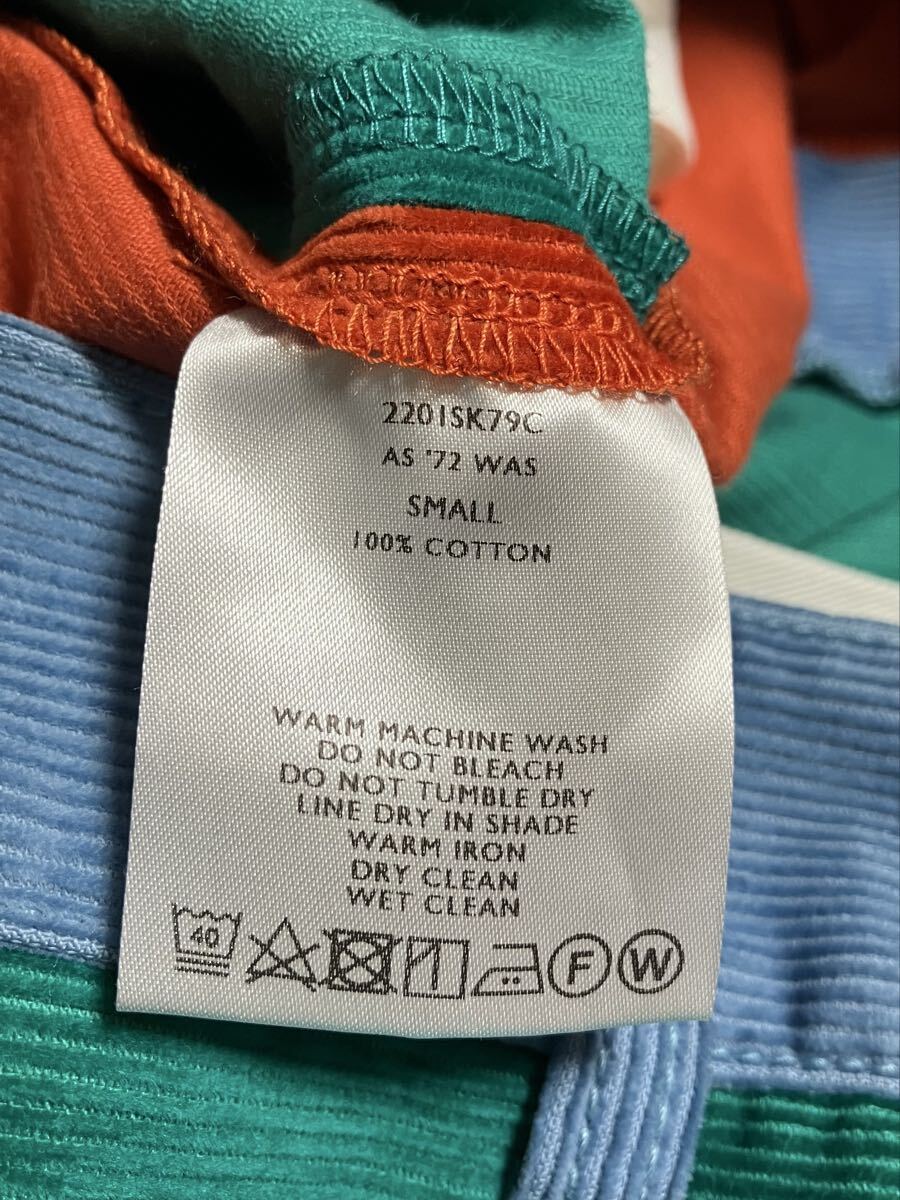 2201SK79C
AS '72 WAS
SMALL
100% COTTON
WARM MACHINE WASH
DO NOT BLEACH
DO NOT TUMBLE DRY
LINE DRY IN SHADE
WARM IRON
DRY CLEAN
WET CLEAN
40 F W